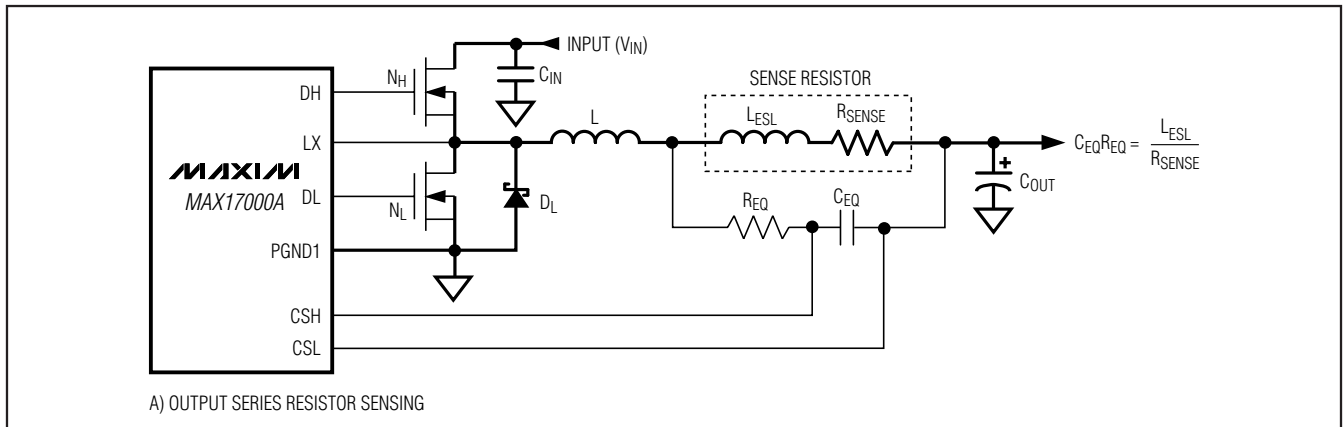 INPUT (VIN)
NH
CIN
DH
SENSE RESISTOR
LESL
RSENSE
L
LX
CEQREQ = LESL
RSENSE
MAXIM
MAX17000A
DL
NL
DL
REQ
CEQ
+
COUT
PGND1
CSH
CSL
A) OUTPUT SERIES RESISTOR SENSING